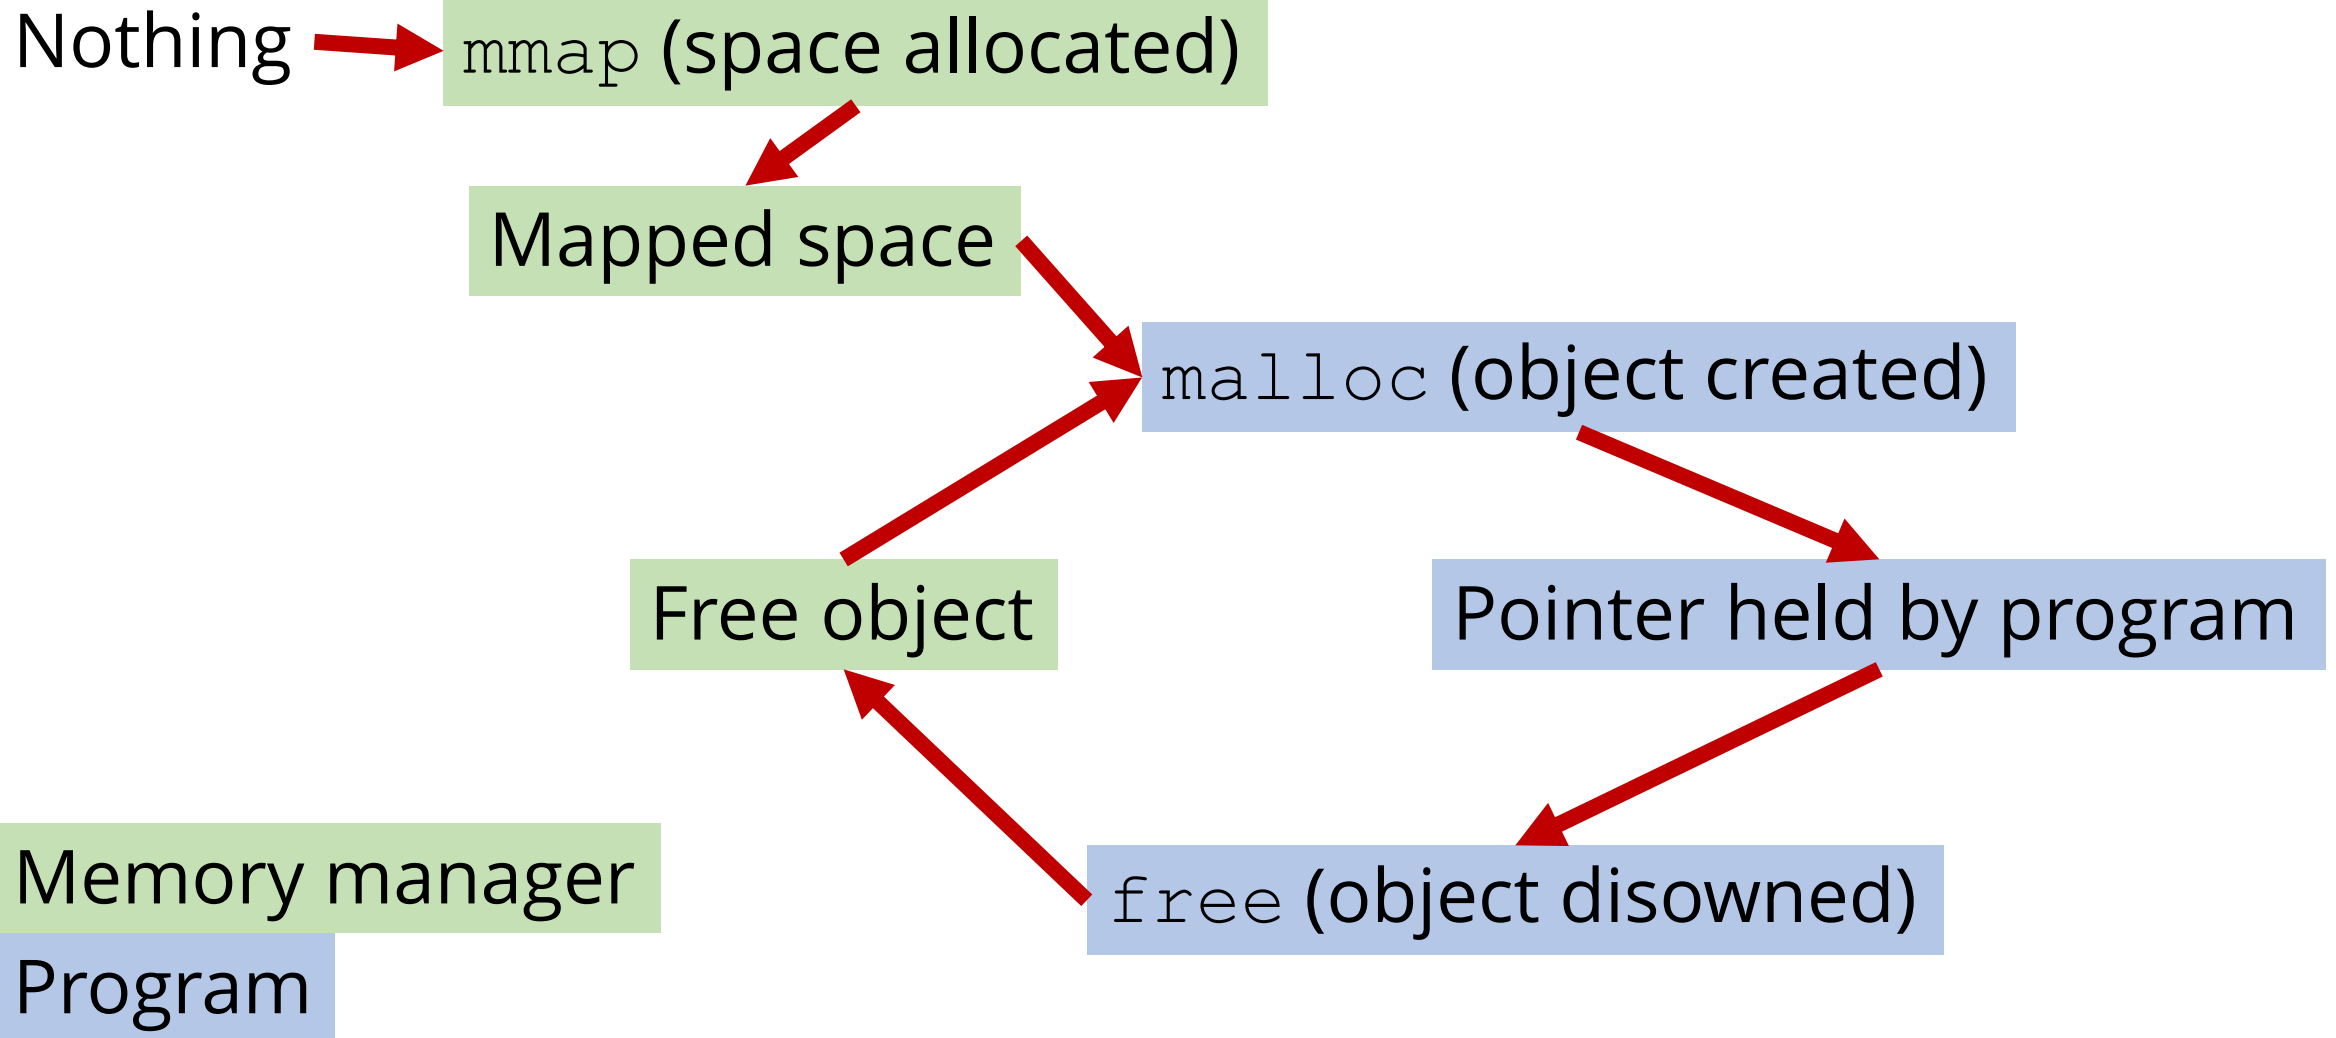 Nothing
mmap (space allocated)
Mapped space
malloc (object created)
Free object
Pointer held by program
Memory manager
free (object disowned)
Program